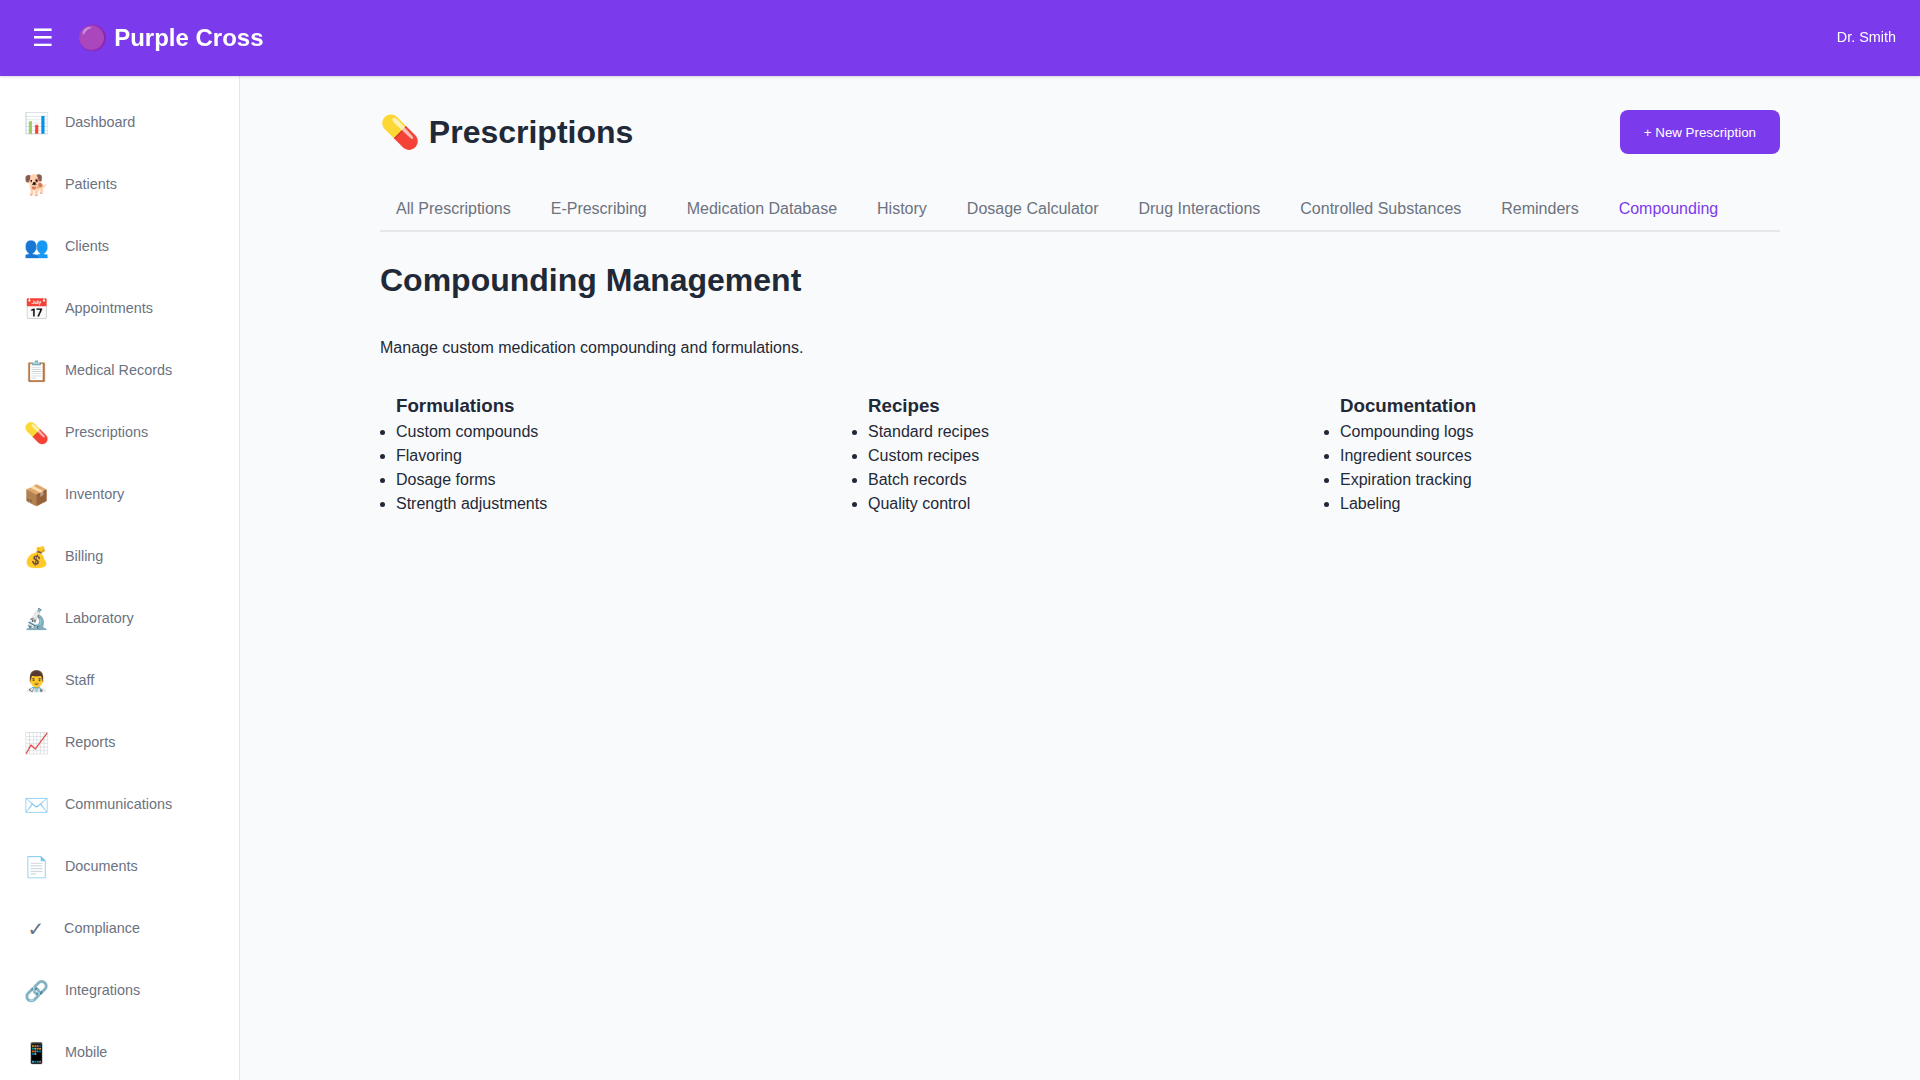 ☰ 🟣 Purple Cross
Dr. Smith
Dashboard
Patients
Clients
Appointments
Medical Records
Prescriptions
Inventory
Billing
Laboratory
Staff
Reports
Communications
Documents
✓ Compliance
Integrations
Mobile
Prescriptions
+ New Prescription
All Prescriptions
E-Prescribing
Medication Database
History
Dosage Calculator
Drug Interactions
Controlled Substances
Reminders
Compounding
Compounding Management
Manage custom medication compounding and formulations.
Formulations
• Custom compounds
• Flavoring
• Dosage forms
• Strength adjustments
Recipes
• Standard recipes
• Custom recipes
• Batch records
• Quality control
Documentation
• Compounding logs
• Ingredient sources
• Expiration tracking
• Labeling